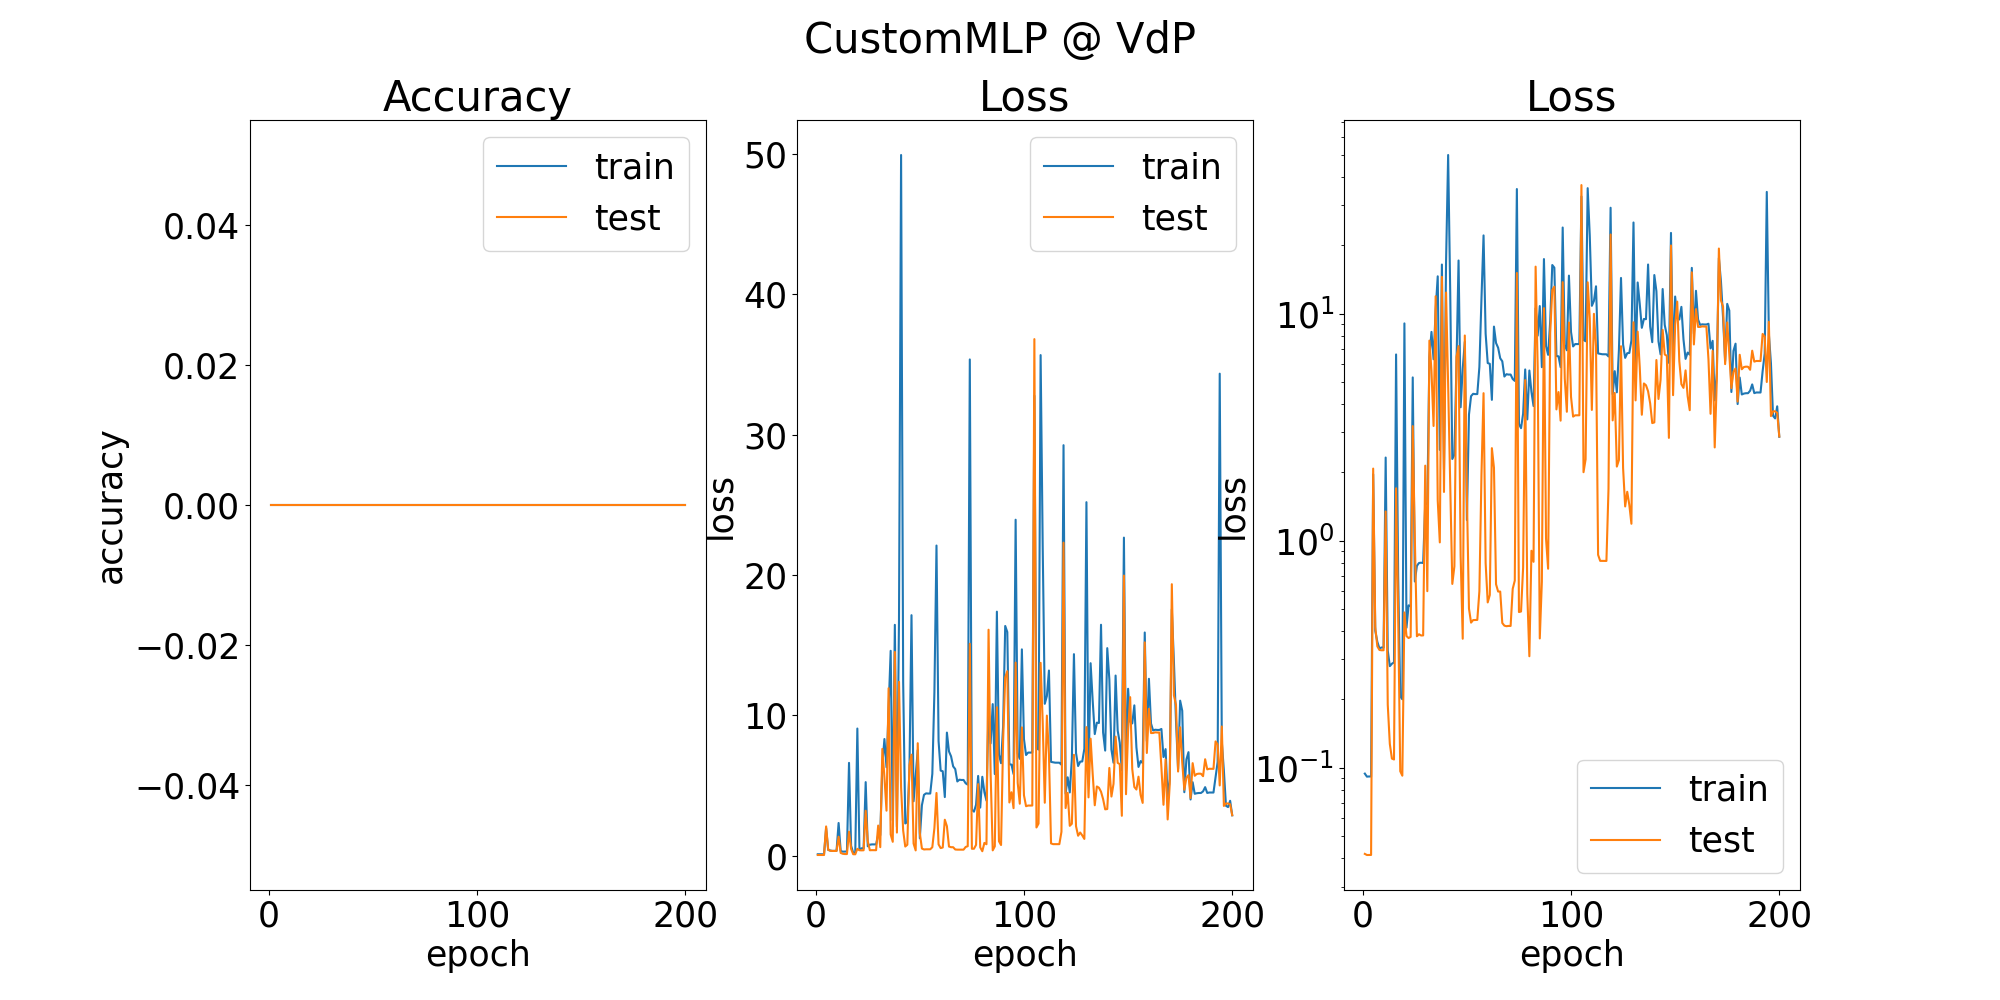 CustomMLP @ VdP
Accuracy
train
test
0.04
0.02
0.00
−0.02
−0.04
accuracy
0
100
200
epoch
Loss
train
test
50
40
30
20
10
0
loss
0
100
200
epoch
Loss
10¹
10⁰
10⁻¹
loss
train
test
0
100
200
epoch